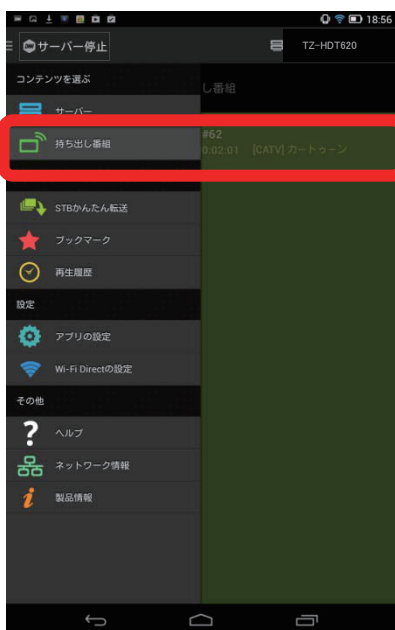 18:56
サーバー停止
TZ-HDT620
コンテンツを選ぶ
し番組
サーバー
#62
持ち出し番組
0:02:01 [CATV] カートゥーン
STBかんたん転送
ブックマーク
再生履歴
設定
アプリの設定
Wi-Fi Directの設定
その他
ヘルプ
ネットワーク情報
製品情報